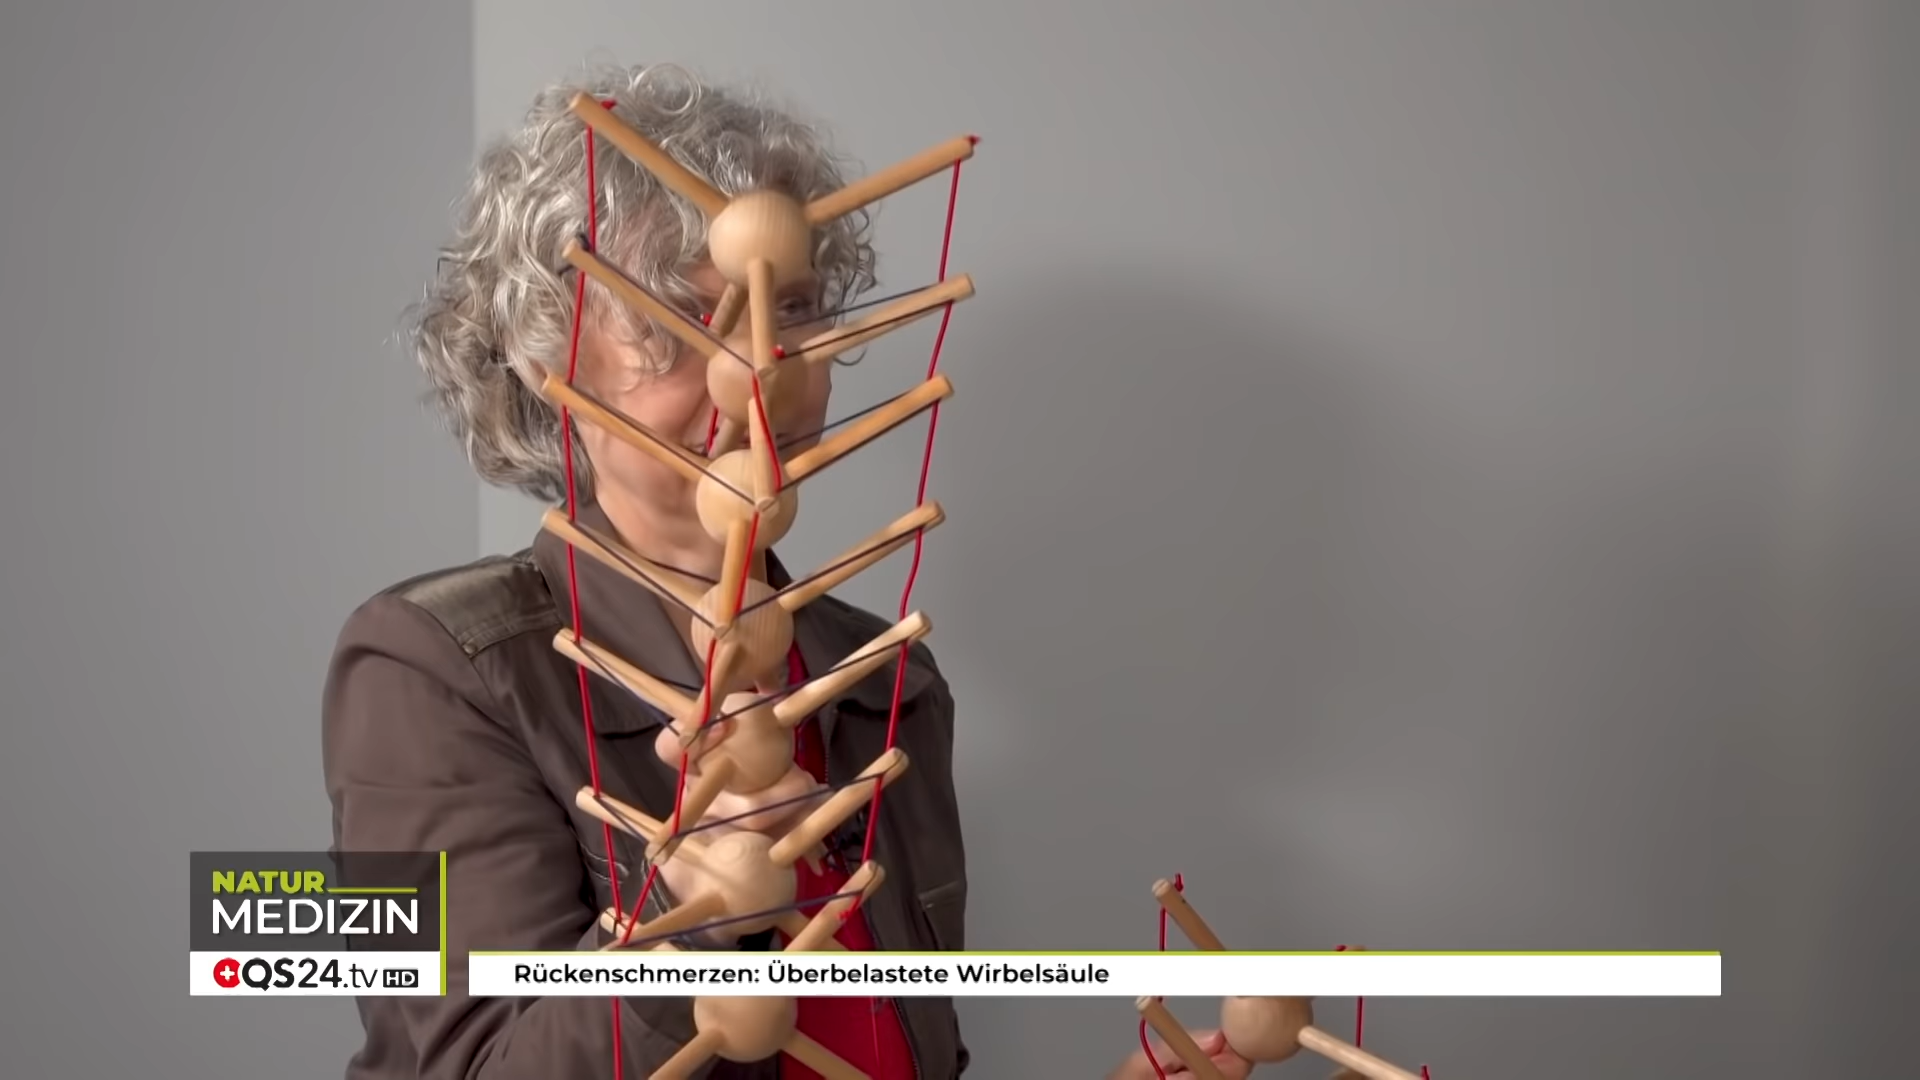 NATUR
MEDIZIN
QS24.tv HD
Rückenschmerzen: Überbelastete Wirbelsäule